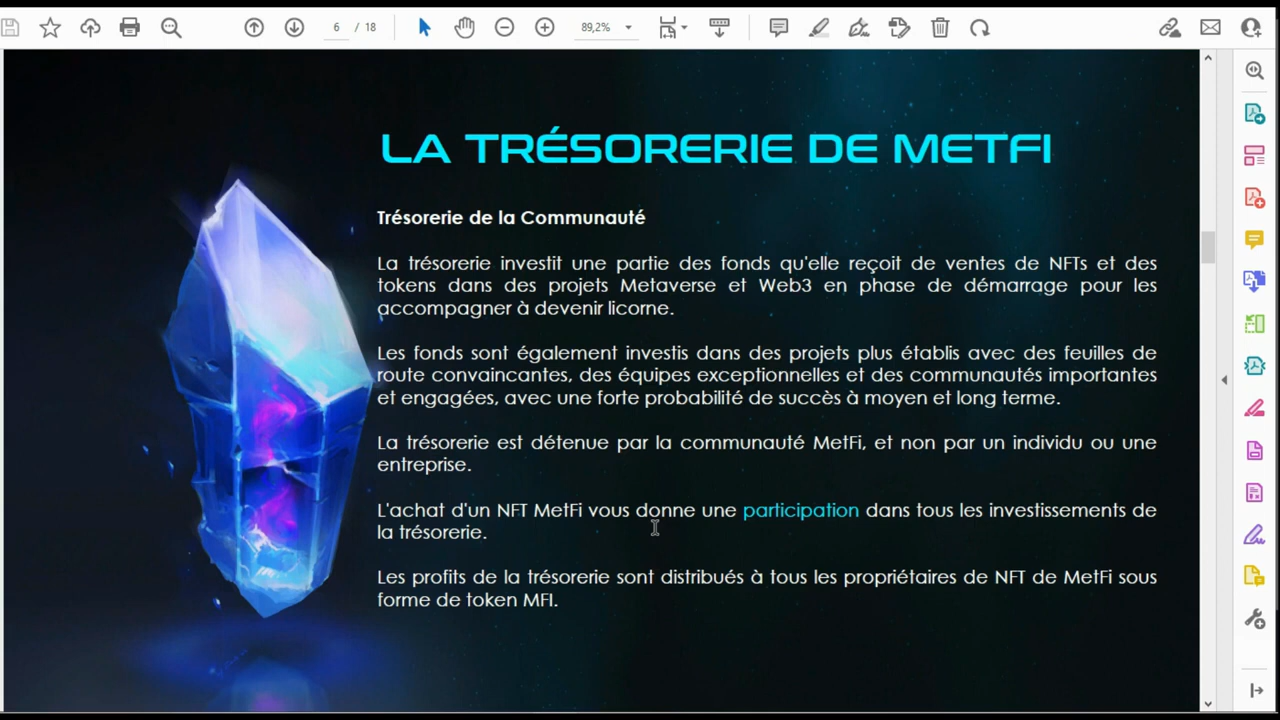 6 / 18
89,2%
LA TRÉSORERIE DE METFI
Trésorerie de la Communauté
La trésorerie investit une partie des fonds qu'elle reçoit de ventes de NFTs et des
tokens dans des projets Metaverse et Web3 en phase de démarrage pour les
accompagner à devenir licorne.
Les fonds sont également investis dans des projets plus établis avec des feuilles de
route convaincantes, des équipes exceptionnelles et des communautés importantes
et engagées, avec une forte probabilité de succès à moyen et long terme.
La trésorerie est détenue par la communauté MetFi, et non par un individu ou une
entreprise.
L'achat d'un NFT MetFi vous donne une participation dans tous les investissements de
la trésorerie.
Les profits de la trésorerie sont distribués à tous les propriétaires de NFT de MetFi sous
forme de token MFI.